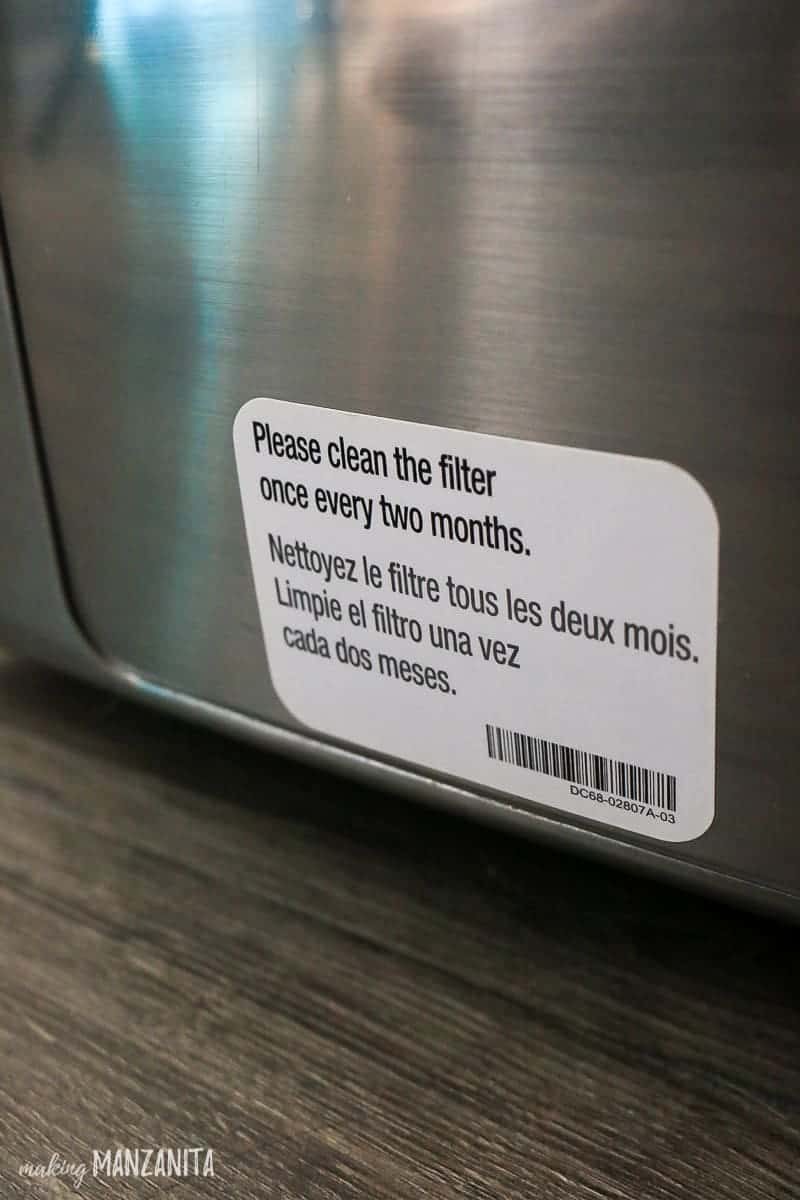 Please clean the filter
once every two months.
Nettoyez le filtre tous les deux mois.
Limpie el filtro una vez
cada dos meses.
DC68-02807A-03
making MANZANITA